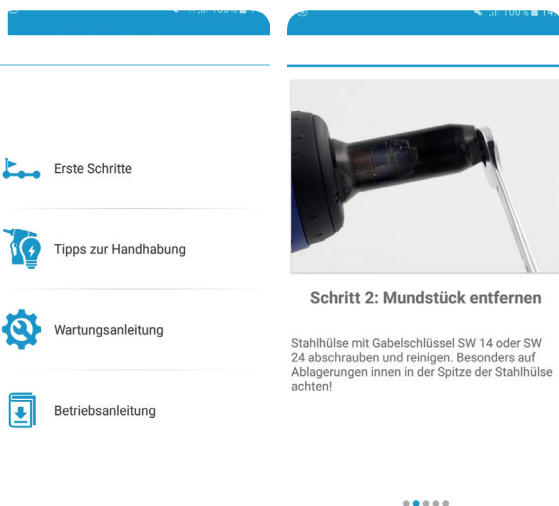 Erste Schritte
Tipps zur Handhabung
Wartungsanleitung
Betriebsanleitung
100%
Schritt 2: Mundstück entfernen
Stahlhülse mit Gabelschlüssel SW 14 oder SW
24 abschrauben und reinigen. Besonders auf
Ablagerungen innen in der Spitze der Stahlhülse
achten!